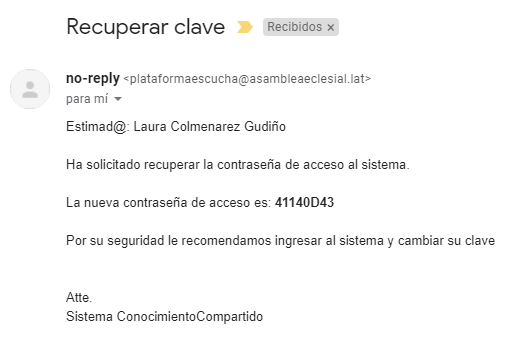 Recuperar clave Recibidos ×
no-reply <plataformaescucha@asambleaeclesial.lat>
para mí
Estimad@: Laura Colmenarez Gudiño
Ha solicitado recuperar la contraseña de acceso al sistema.
La nueva contraseña de acceso es: 41140D43
Por su seguridad le recomendamos ingresar al sistema y cambiar su clave
Atte.
Sistema ConocimientoCompartido